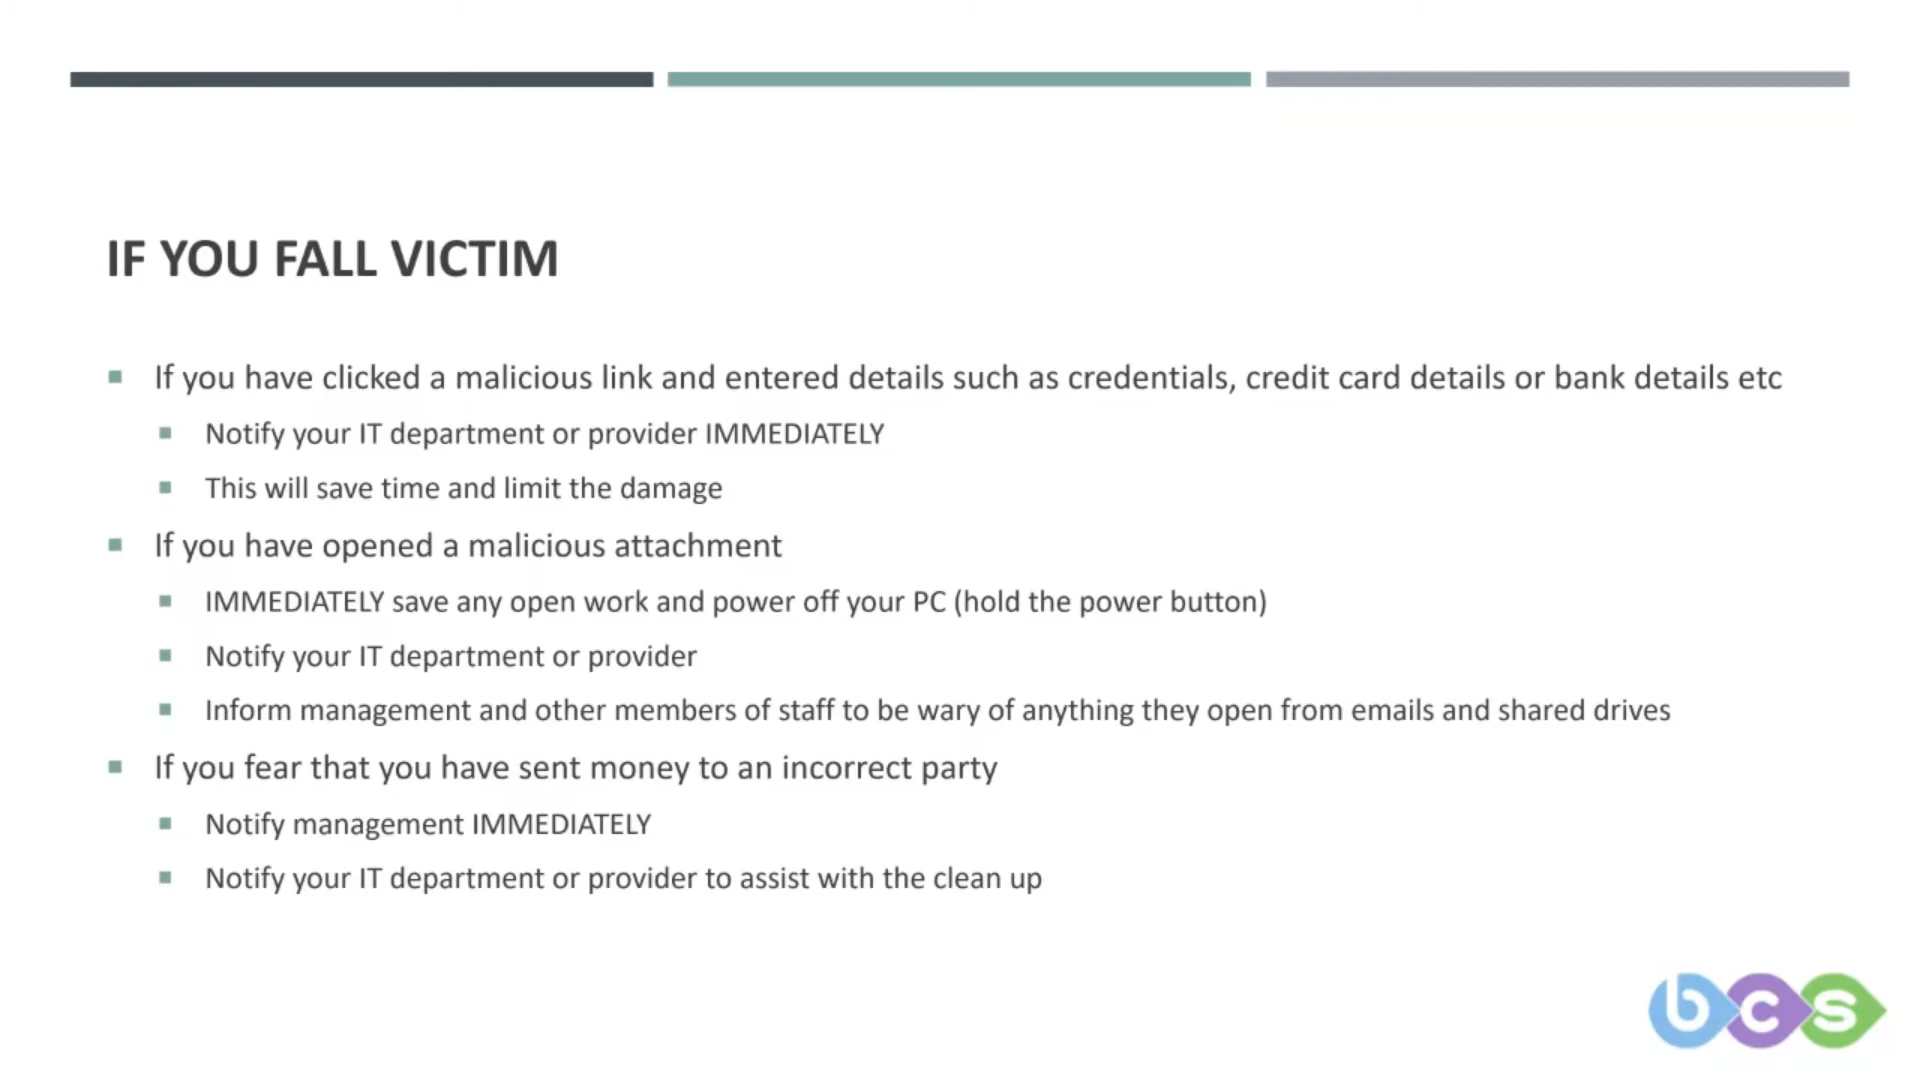 IF YOU FALL VICTIM
If you have clicked a malicious link and entered details such as credentials, credit card details or bank details etc
Notify your IT department or provider IMMEDIATELY
This will save time and limit the damage
If you have opened a malicious attachment
IMMEDIATELY save any open work and power off your PC (hold the power button)
Notify your IT department or provider
Inform management and other members of staff to be wary of anything they open from emails and shared drives
If you fear that you have sent money to an incorrect party
Notify management IMMEDIATELY
Notify your IT department or provider to assist with the clean up
bcs